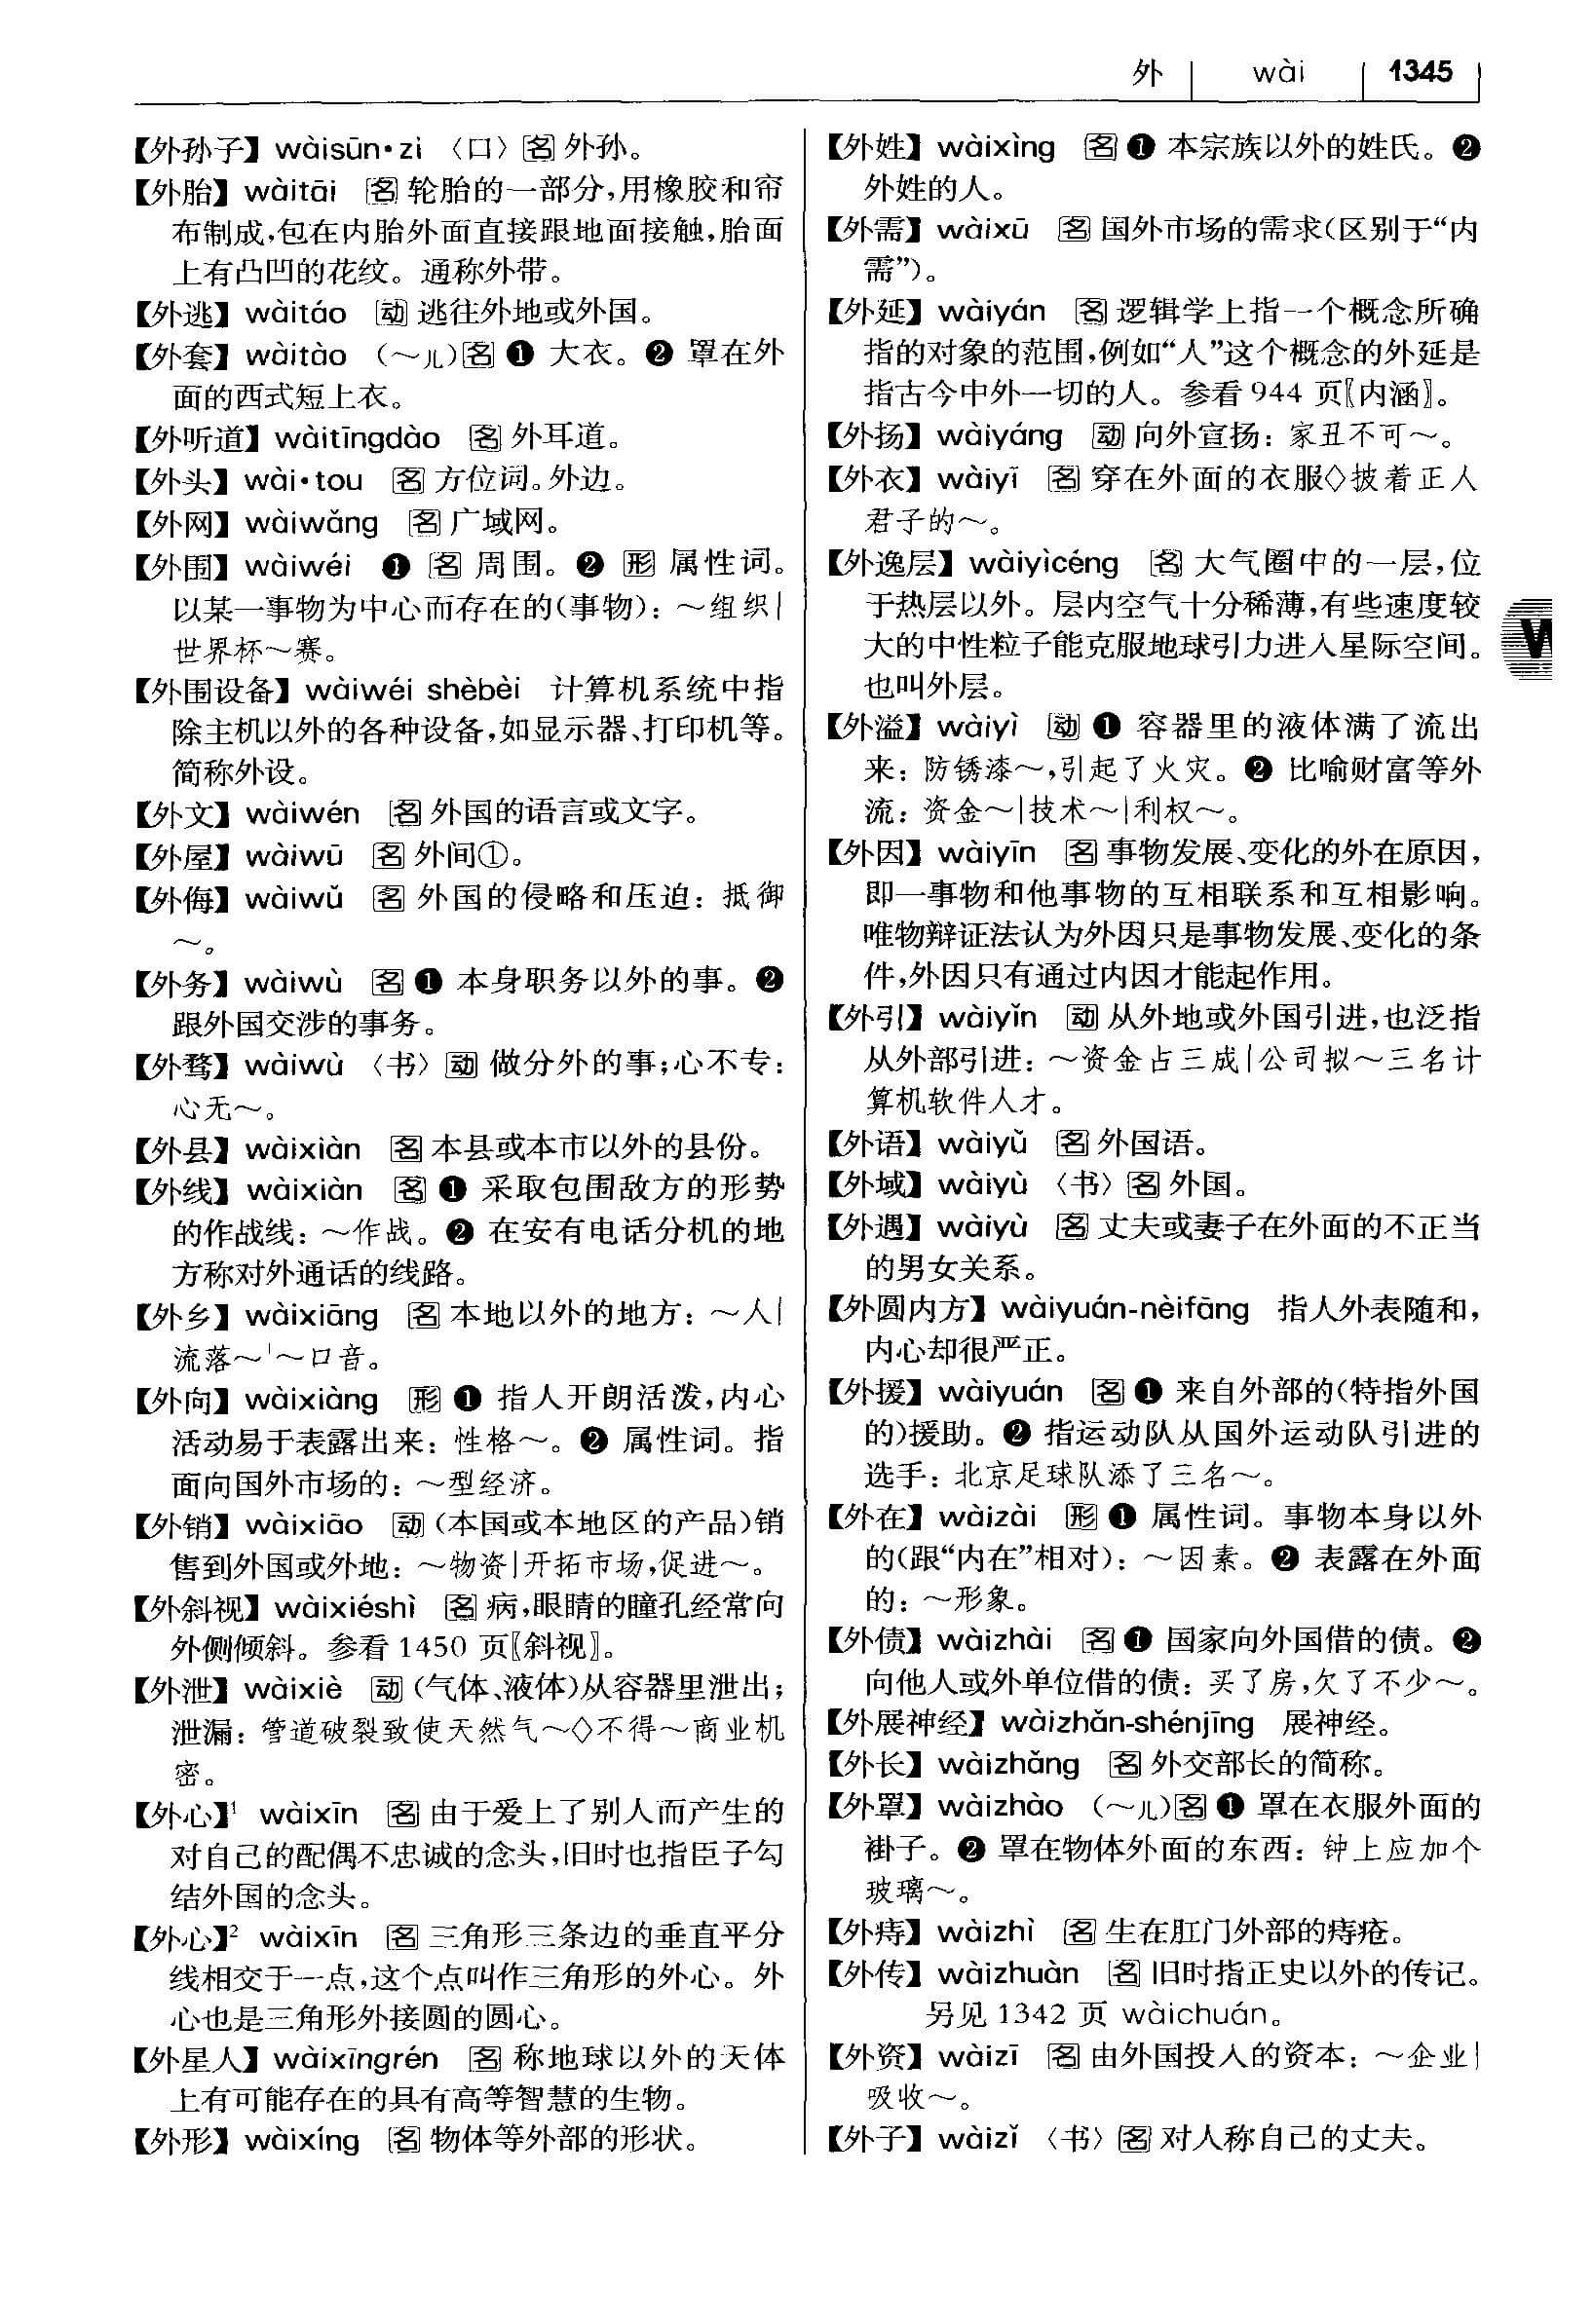 外 | wài | 1345
【外孙子】wàisūn·zi 〈口〉[名]外孙。
【外胎】wàitāi [名]轮胎的一部分,用橡胶和帘
布制成,包在内胎外面直接跟地面接触,胎面
上有凸凹的花纹。通称外带。
【外逃】wàitáo [动]逃往外地或外国。
【外套】wàitào (～儿)[名]❶ 大衣。❷ 罩在外
面的西式短上衣。
【外听道】wàitīngdào [名]外耳道。
【外头】wài·tou [名]方位词。外边。
【外网】wàiwǎng [名]广域网。
【外围】wàiwéi ❶ [名] 周围。❷ [形] 属性词。
以某一事物为中心而存在的(事物)：～组织|
世界杯～赛。
【外围设备】wàiwéi shèbèi 计算机系统中指
除主机以外的各种设备,如显示器、打印机等。
简称外设。
【外文】wàiwén [名]外国的语言或文字。
【外屋】wàiwū [名]外间①。
【外侮】wàiwǔ [名]外国的侵略和压迫：抵御
～。
【外务】wàiwù [名]❶ 本身职务以外的事。❷
跟外国交涉的事务。
【外骛】wàiwù 〈书〉[动]做分外的事;心不专：
心无～。
【外县】wàixiàn [名]本县或本市以外的县份。
【外线】wàixiàn [名]❶ 采取包围敌方的形势
的作战线：～作战。❷ 在安有电话分机的地
方称对外通话的线路。
【外乡】wàixiāng [名]本地以外的地方：～人|
流落～|～口音。
【外向】wàixiàng [形]❶ 指人开朗活泼,内心
活动易于表露出来：性格～。❷ 属性词。指
面向国外市场的：～型经济。
【外销】wàixiāo [动](本国或本地区的产品)销
售到外国或外地：～物资|开拓市场,促进～。
【外斜视】wàixiéshì [名]病,眼睛的瞳孔经常向
外侧倾斜。参看1450 页〖斜视〗。
【外泄】wàixiè [动](气体、液体)从容器里泄出;
泄漏：管道破裂致使天然气～◇不得～商业机
密。
【外心】¹ wàixīn [名]由于爱上了别人而产生的
对自己的配偶不忠诚的念头,旧时也指臣子勾
结外国的念头。
【外心】² wàixīn [名]三角形三条边的垂直平分
线相交于一点,这个点叫作三角形的外心。外
心也是三角形外接圆的圆心。
【外星人】wàixīngrén [名]称地球以外的天体
上有可能存在的具有高等智慧的生物。
【外形】wàixíng [名]物体等外部的形状。
【外姓】wàixìng [名]❶ 本宗族以外的姓氏。❷
外姓的人。
【外需】wàixū [名]国外市场的需求(区别于“内
需”)。
【外延】wàiyán [名]逻辑学上指一个概念所确
指的对象的范围,例如“人”这个概念的外延是
指古今中外一切的人。参看944 页〖内涵〗。
【外扬】wàiyáng [动]向外宣扬：家丑不可～。
【外衣】wàiyī [名]穿在外面的衣服◇披着正人
君子的～。
【外逸层】wàiyìcéng [名]大气圈中的一层,位
于热层以外。层内空气十分稀薄,有些速度较
大的中性粒子能克服地球引力进入星际空间。
也叫外层。
【外溢】wàiyì [动]❶ 容器里的液体满了流出
来：防锈漆～,引起了火灾。❷ 比喻财富等外
流：资金～|技术～|利权～。
【外因】wàiyīn [名]事物发展、变化的外在原因,
即一事物和他事物的互相联系和互相影响。
唯物辩证法认为外因只是事物发展、变化的条
件,外因只有通过内因才能起作用。
【外引】wàiyǐn [动]从外地或外国引进,也泛指
从外部引进：～资金占三成|公司拟～三名计
算机软件人才。
【外语】wàiyǔ [名]外国语。
【外域】wàiyù 〈书〉[名]外国。
【外遇】wàiyù [名]丈夫或妻子在外面的不正当
的男女关系。
【外圆内方】wàiyuán-nèifāng 指人外表随和,
内心却很严正。
【外援】wàiyuán [名]❶ 来自外部的(特指外国
的)援助。❷ 指运动队从国外运动队引进的
选手：北京足球队添了三名～。
【外在】wàizài [形]❶ 属性词。事物本身以外
的(跟“内在”相对)：～因素。❷ 表露在外面
的：～形象。
【外债】wàizhài [名]❶ 国家向外国借的债。❷
向他人或外单位借的债：买了房,欠了不少～。
【外展神经】wàizhǎn-shénjīng 展神经。
【外长】wàizhǎng [名]外交部长的简称。
【外罩】wàizhào (～儿)[名]❶ 罩在衣服外面的
褂子。❷ 罩在物体外面的东西：钟上应加个
玻璃～。
【外痔】wàizhì [名]生在肛门外部的痔疮。
【外传】wàizhuàn [名]旧时指正史以外的传记。
另见1342 页 wàichuán。
【外资】wàizī [名]由外国投入的资本：～企业|
吸收～。
【外子】wàizǐ 〈书〉[名]对人称自己的丈夫。
W